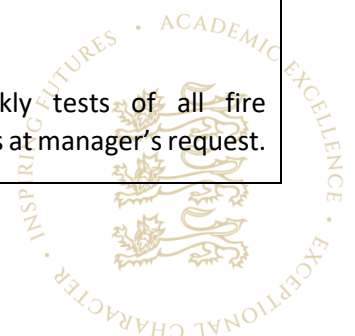 kly tests of all fire
s at manager's request.
INSPIRING FUTURES • ACADEMIC EXCELLENCE • EXCEPTIONAL CHARACTER